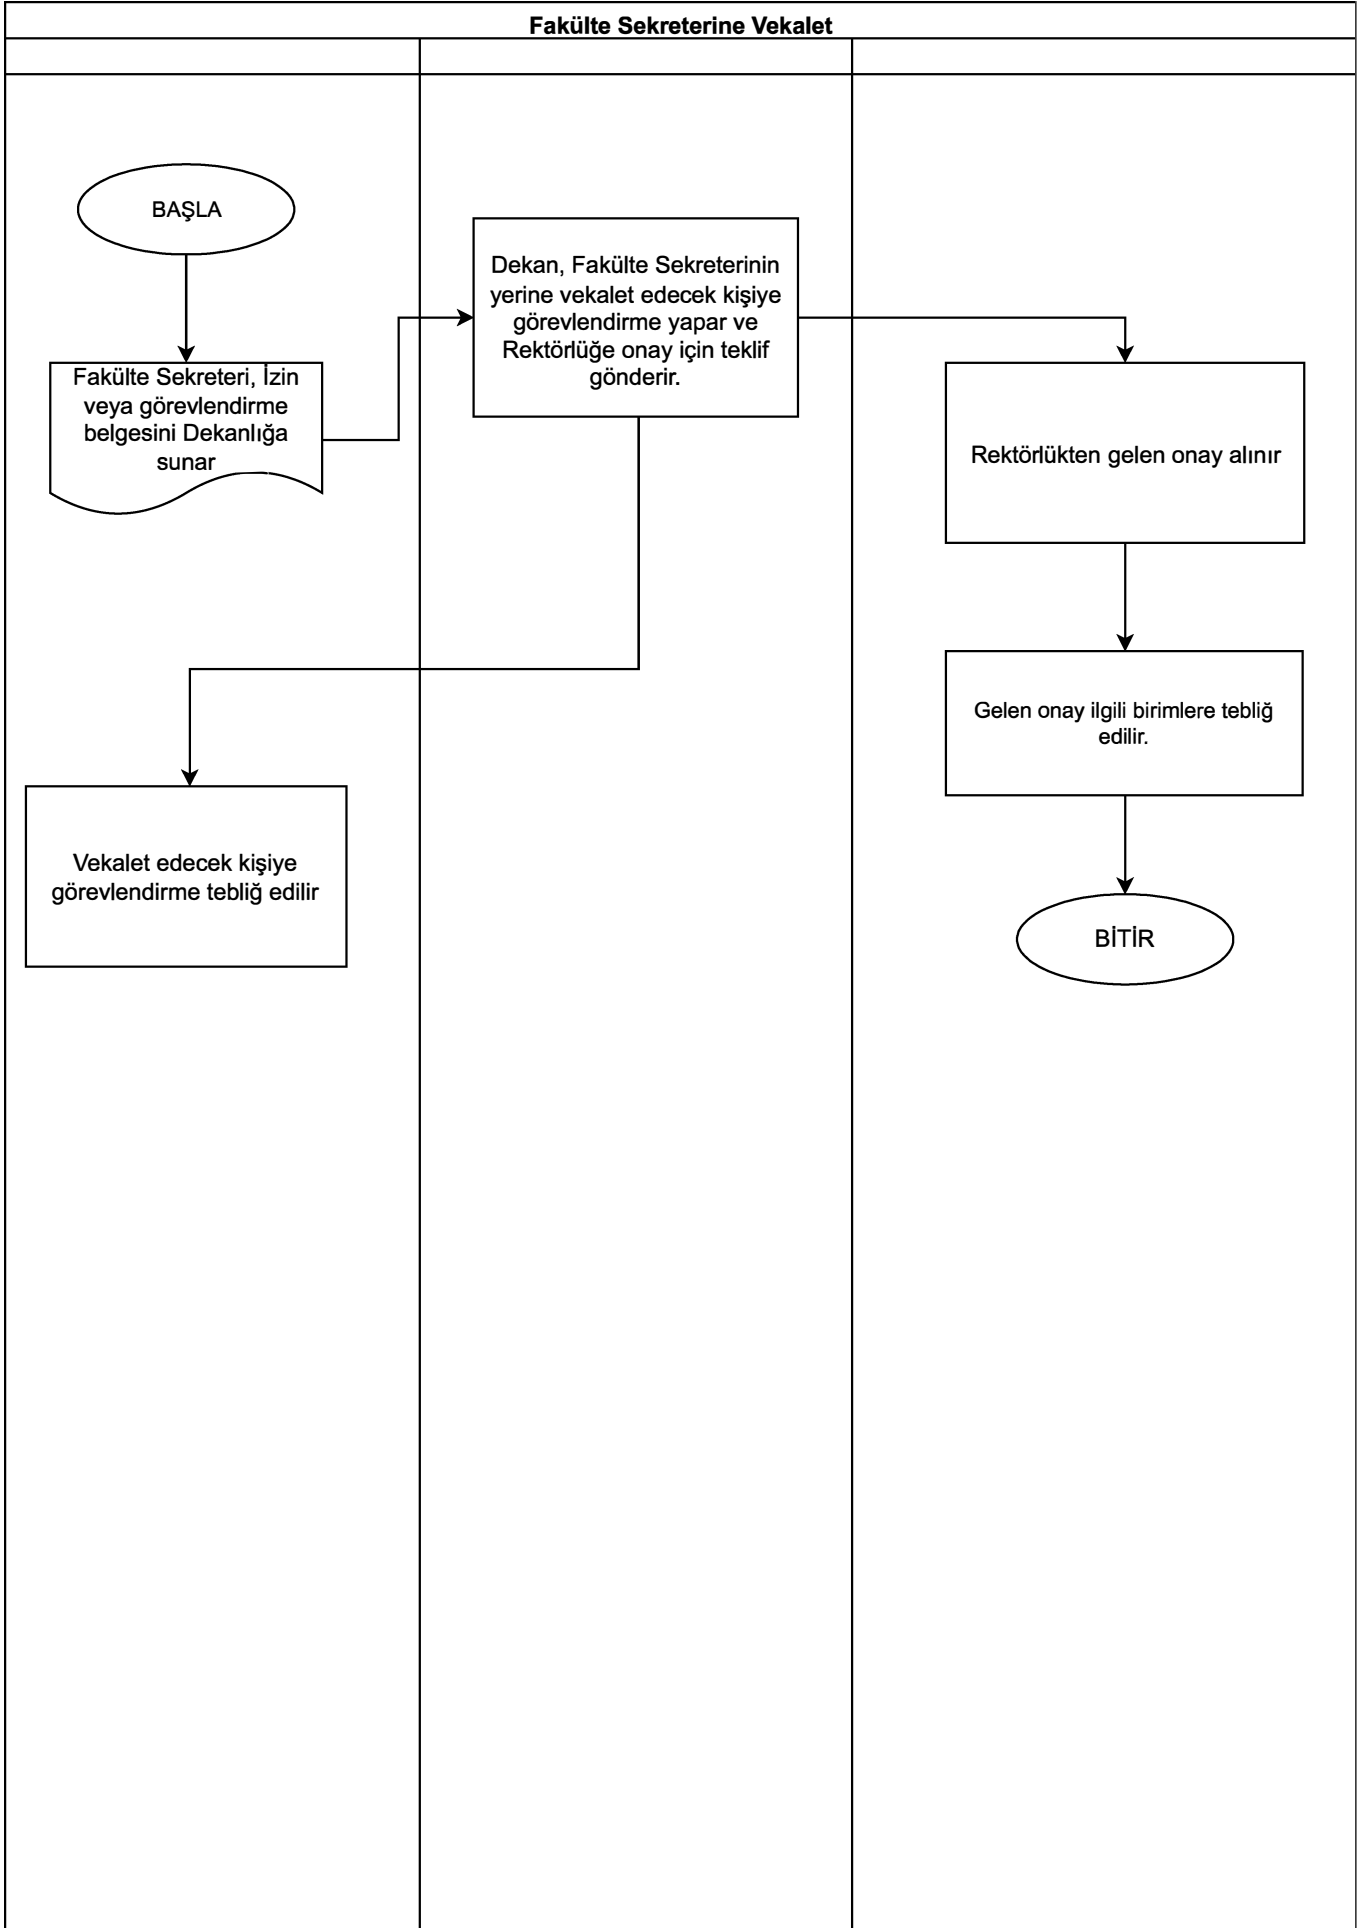 Fakülte Sekreterine Vekalet
BAŞLA
Fakülte Sekreteri, İzin
veya görevlendirme
belgesini Dekanlığa
sunar
Dekan, Fakülte Sekreterinin
yerine vekalet edecek kişiye
görevlendirme yapar ve
Rektörlüğe onay için teklif
gönderir.
Rektörlükten gelen onay alınır
Gelen onay ilgili birimlere tebliğ
edilir.
Vekalet edecek kişiye
görevlendirme tebliğ edilir
BİTİR